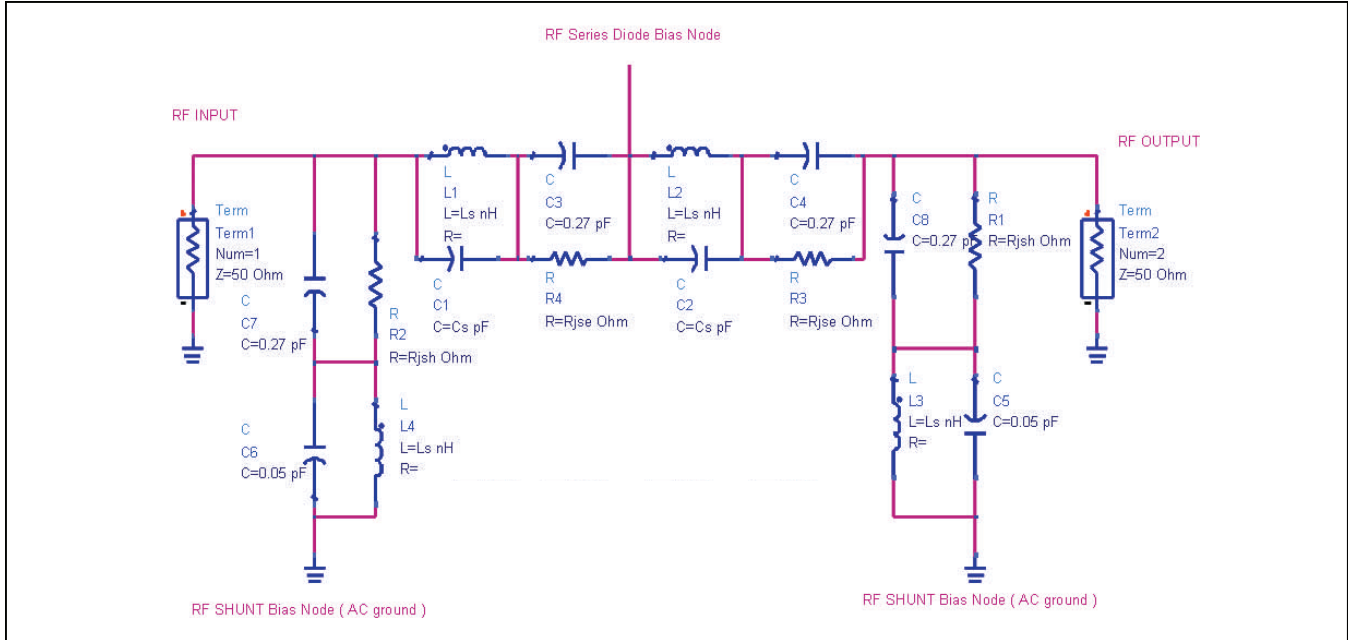 RF Series Diode Bias Node
RF INPUT
RF OUTPUT
Term
Term1
Num=1
Z=50 Ohm
C
C7
C=0.27 pF
R
R2
R=Rjsh Ohm
C
C6
C=0.05 pF
L
L4
L=Ls nH
R=
L
L1
L=Ls nH
R=
C
C1
C=Cs pF
C
C3
C=0.27 pF
R
R4
R=Rjse Ohm
L
L2
L=Ls nH
R=
C
C2
C=Cs pF
C
C4
C=0.27 pF
R
R3
R=Rjse Ohm
C
C8
C=0.27 pF
R
R1
R=Rjsh Ohm
L
L3
L=Ls nH
R=
C
C5
C=0.05 pF
Term
Term2
Num=2
Z=50 Ohm
RF SHUNT Bias Node ( AC ground )
RF SHUNT Bias Node ( AC ground )